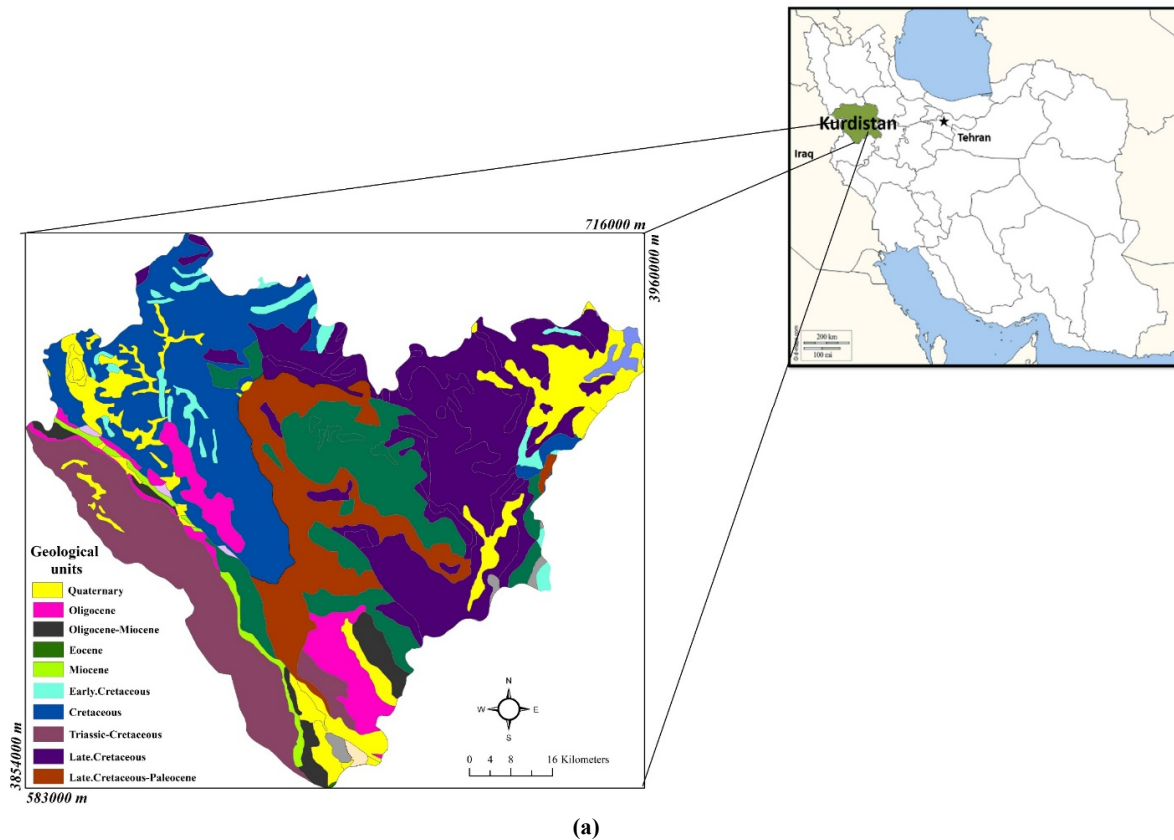 Kurdistan
Tehran
Iraq
200 km
100 mi
716000 m
3960000 m
Geological
units
Quaternary
Oligocene
Oligocene-Miocene
Eocene
Miocene
Early.Cretaceous
Cretaceous
Triassic-Cretaceous
Late.Cretaceous
Late.Cretaceous-Paleocene
N
W
E
S
0 4 8 16 Kilometers
3854000 m
583000 m
(a)